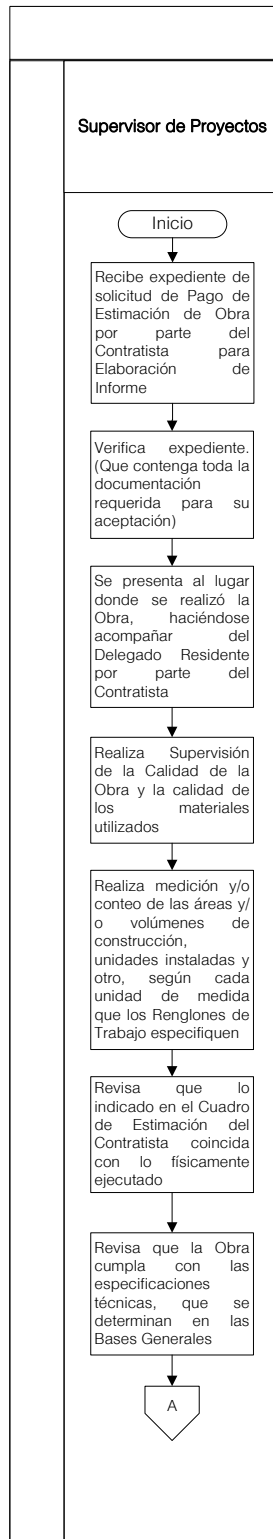 Supervisor de Proyectos
Inicio
Recibe expediente de
solicitud de Pago de
Estimación de Obra
por parte del
Contratista para
Elaboración de
Informe
Verifica expediente.
(Que contenga toda la
documentación
requerida para su
aceptación)
Se presenta al lugar
donde se realizó la
Obra, haciéndose
acompañar del
Delegado Residente
por parte del
Contratista
Realiza Supervisión
de la Calidad de la
Obra y la calidad de
los materiales
utilizados
Realiza medición y/o
conteo de las áreas y/
o volúmenes de
construcción,
unidades instaladas y
otro, según cada
unidad de medida
que los Renglones de
Trabajo especifiquen
Revisa que lo
indicado en el Cuadro
de Estimación del
Contratista coincida
con lo físicamente
ejecutado
Revisa que la Obra
cumpla con las
especificaciones
técnicas, que se
determinan en las
Bases Generales
A